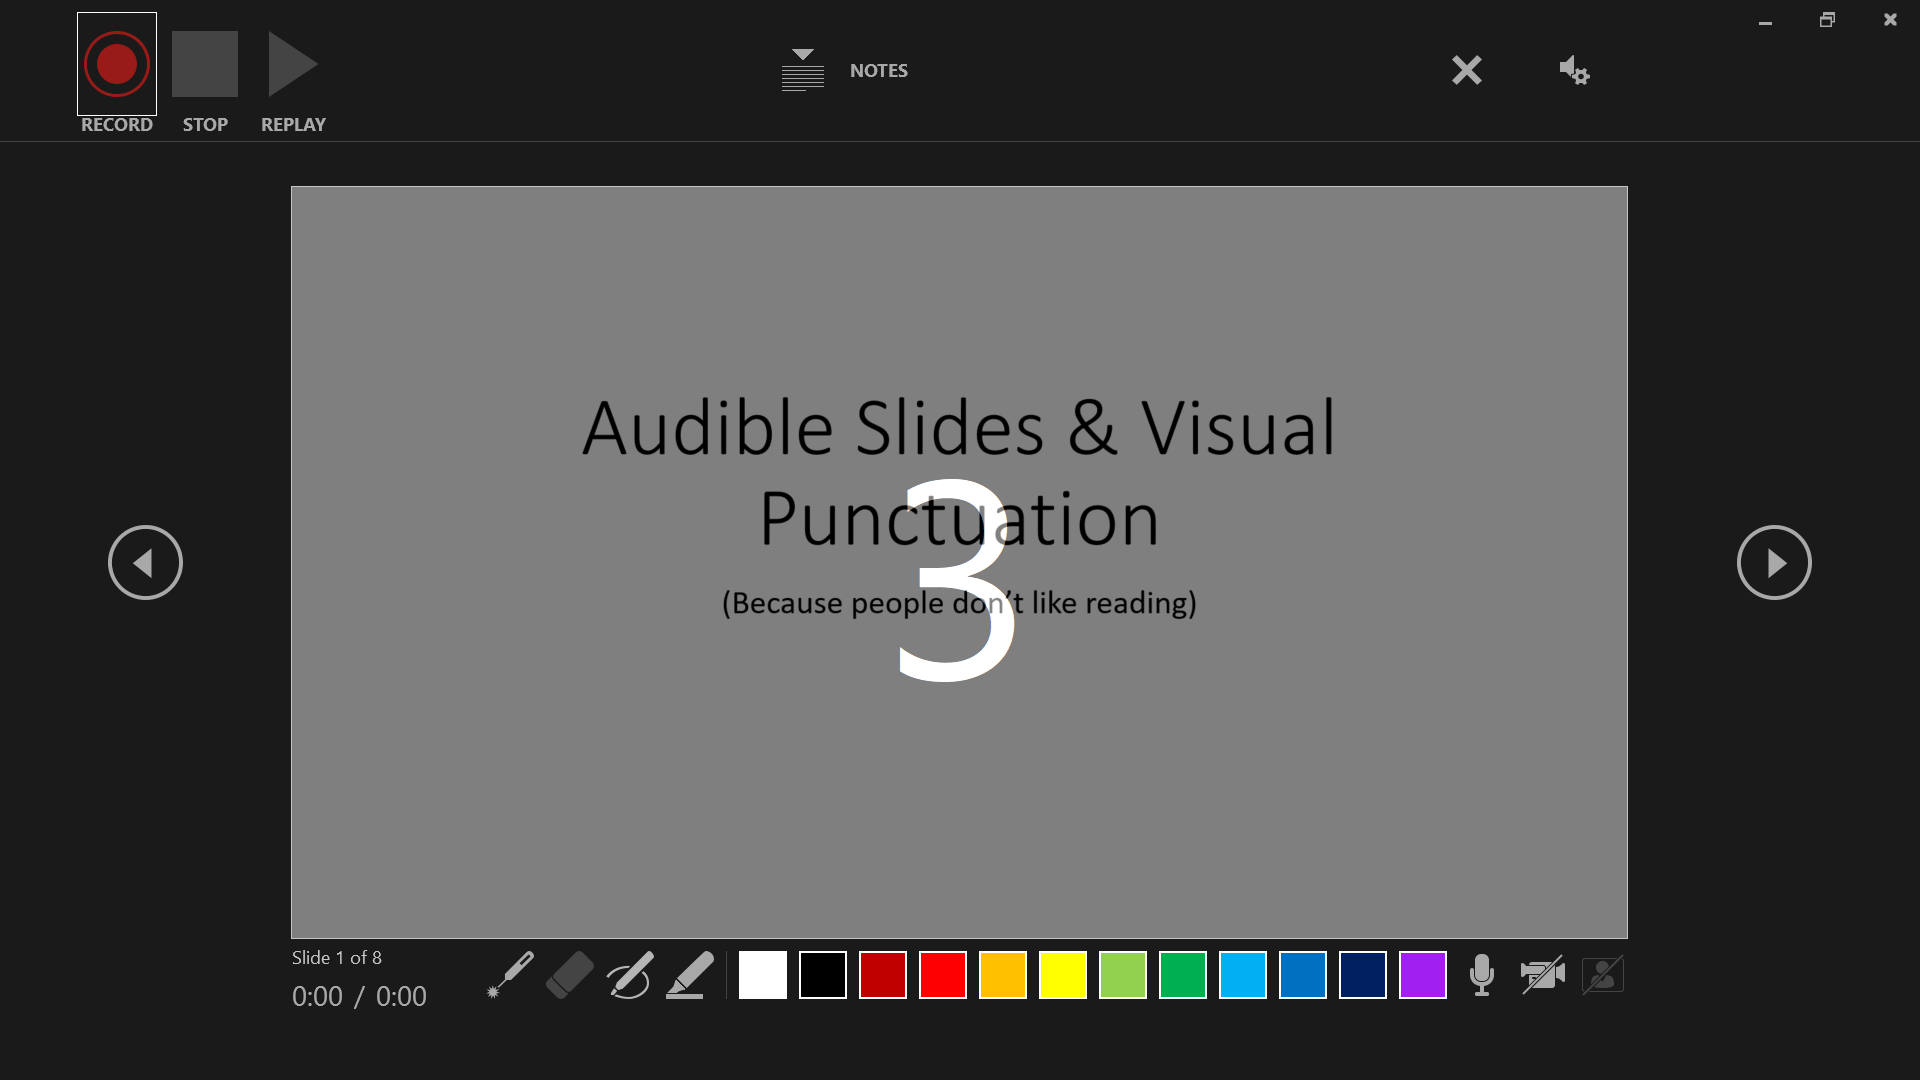 RECORD
STOP
REPLAY
NOTES
Audible Slides & Visual
Punctuation
(Because people don't like reading)
3
Slide 1 of 8
0:00 / 0:00